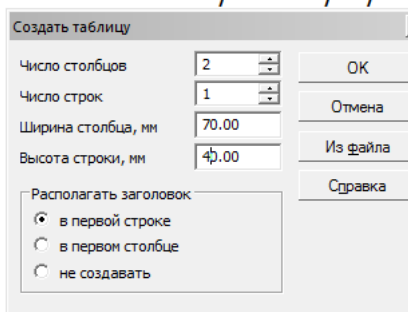 Создать таблицу
Число столбцов 2
OK
Число строк 1
Отмена
Ширина столбца, мм 70.00
Из файла
Высота строки, мм 40.00
Справка
Располагать заголовок
в первой строке
в первом столбце
не создавать